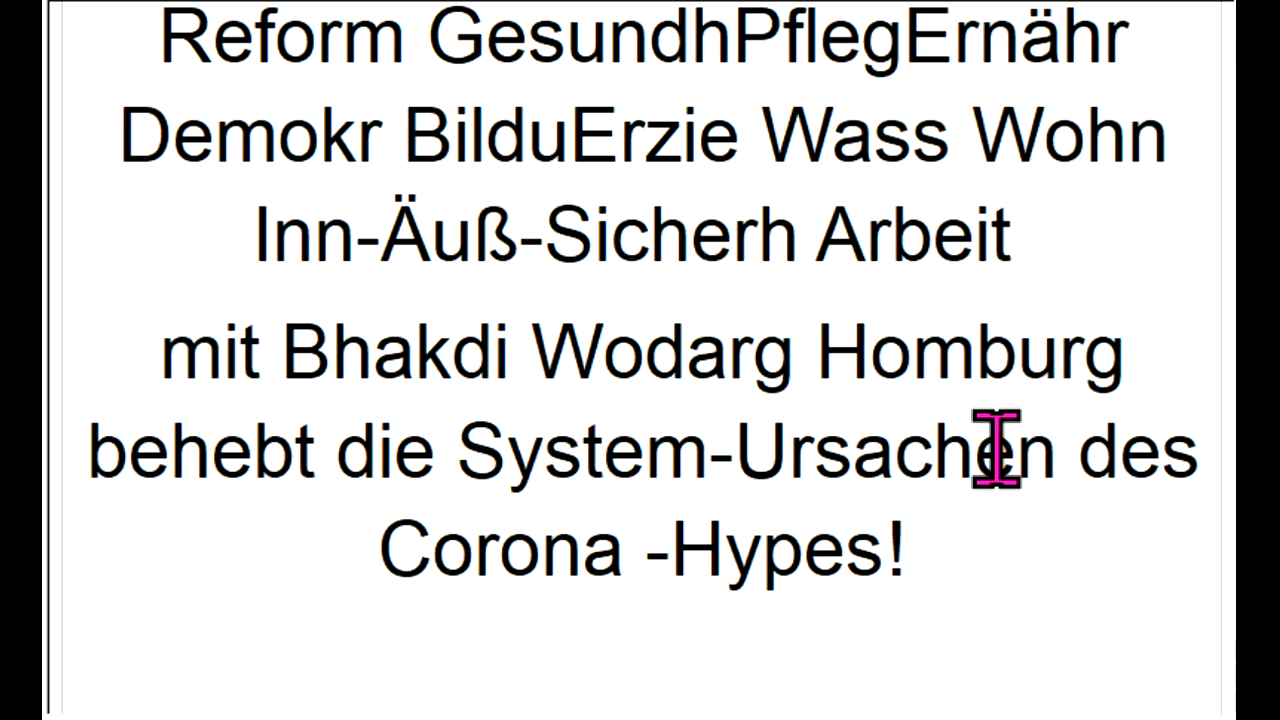 Reform GesundhPflegErnähr
Demokr BilduErzie Wass Wohn
Inn-Äuß-Sicherh Arbeit
mit Bhakdi Wodarg Homburg
behebt die System-Ursachen des
Corona -Hypes!